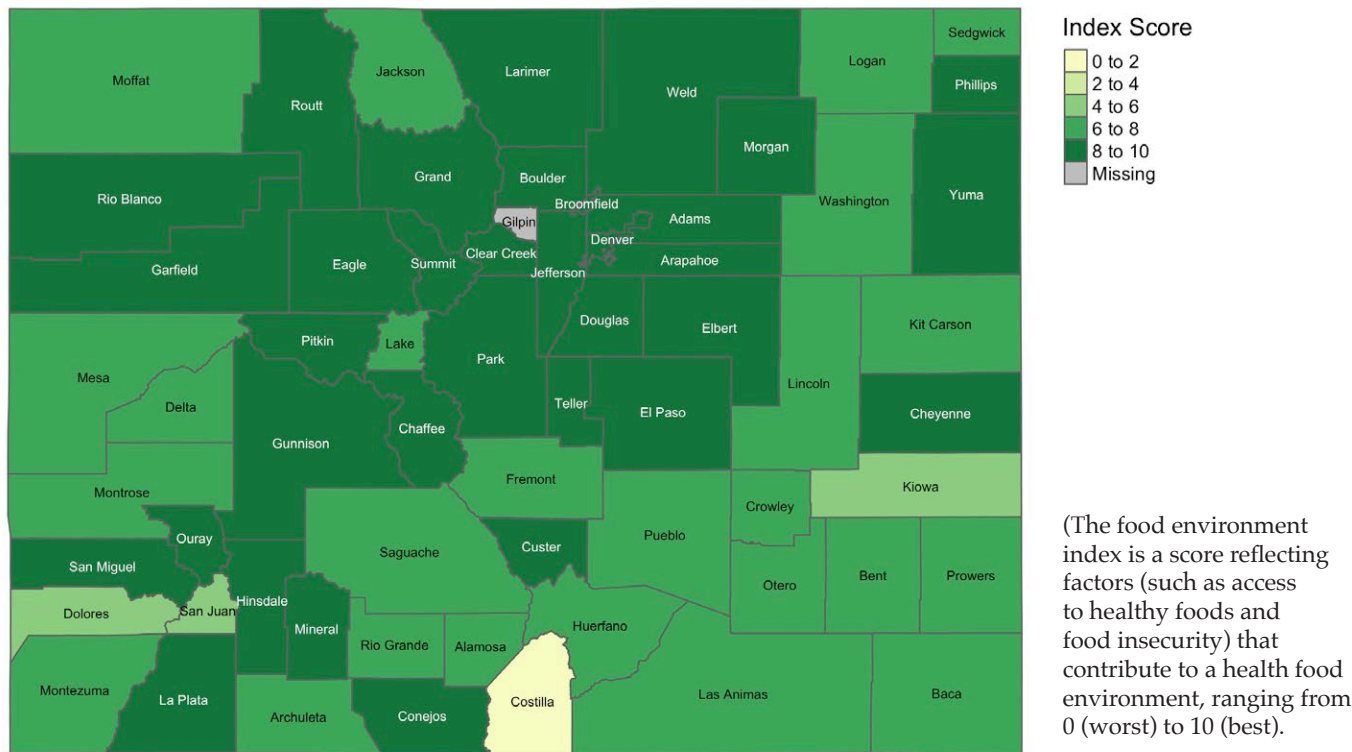 Moffat
Routt
Jackson
Larimer
Weld
Logan
Sedgwick
Phillips
Morgan
Rio Blanco
Grand
Boulder
Broomfield
Gilpin
Washington
Yuma
Adams
Denver
Clear Creek
Garfield
Eagle
Summit
Jefferson
Arapahoe
Douglas
Elbert
Kit Carson
Pitkin
Lake
Park
Mesa
Delta
Teller
El Paso
Lincoln
Cheyenne
Gunnison
Chaffee
Montrose
Fremont
Crowley
Kiowa
Ouray
Saguache
Custer
Pueblo
San Miguel
Otero
Bent
Prowers
Dolores
San Juan
Hinsdale
Mineral
Rio Grande
Alamosa
Huerfano
Montezuma
La Plata
Archuleta
Conejos
Costilla
Las Animas
Baca
Index Score
0 to 2
2 to 4
4 to 6
6 to 8
8 to 10
Missing
(The food environment
index is a score reflecting
factors (such as access
to healthy foods and
food insecurity) that
contribute to a health food
environment, ranging from
0 (worst) to 10 (best).